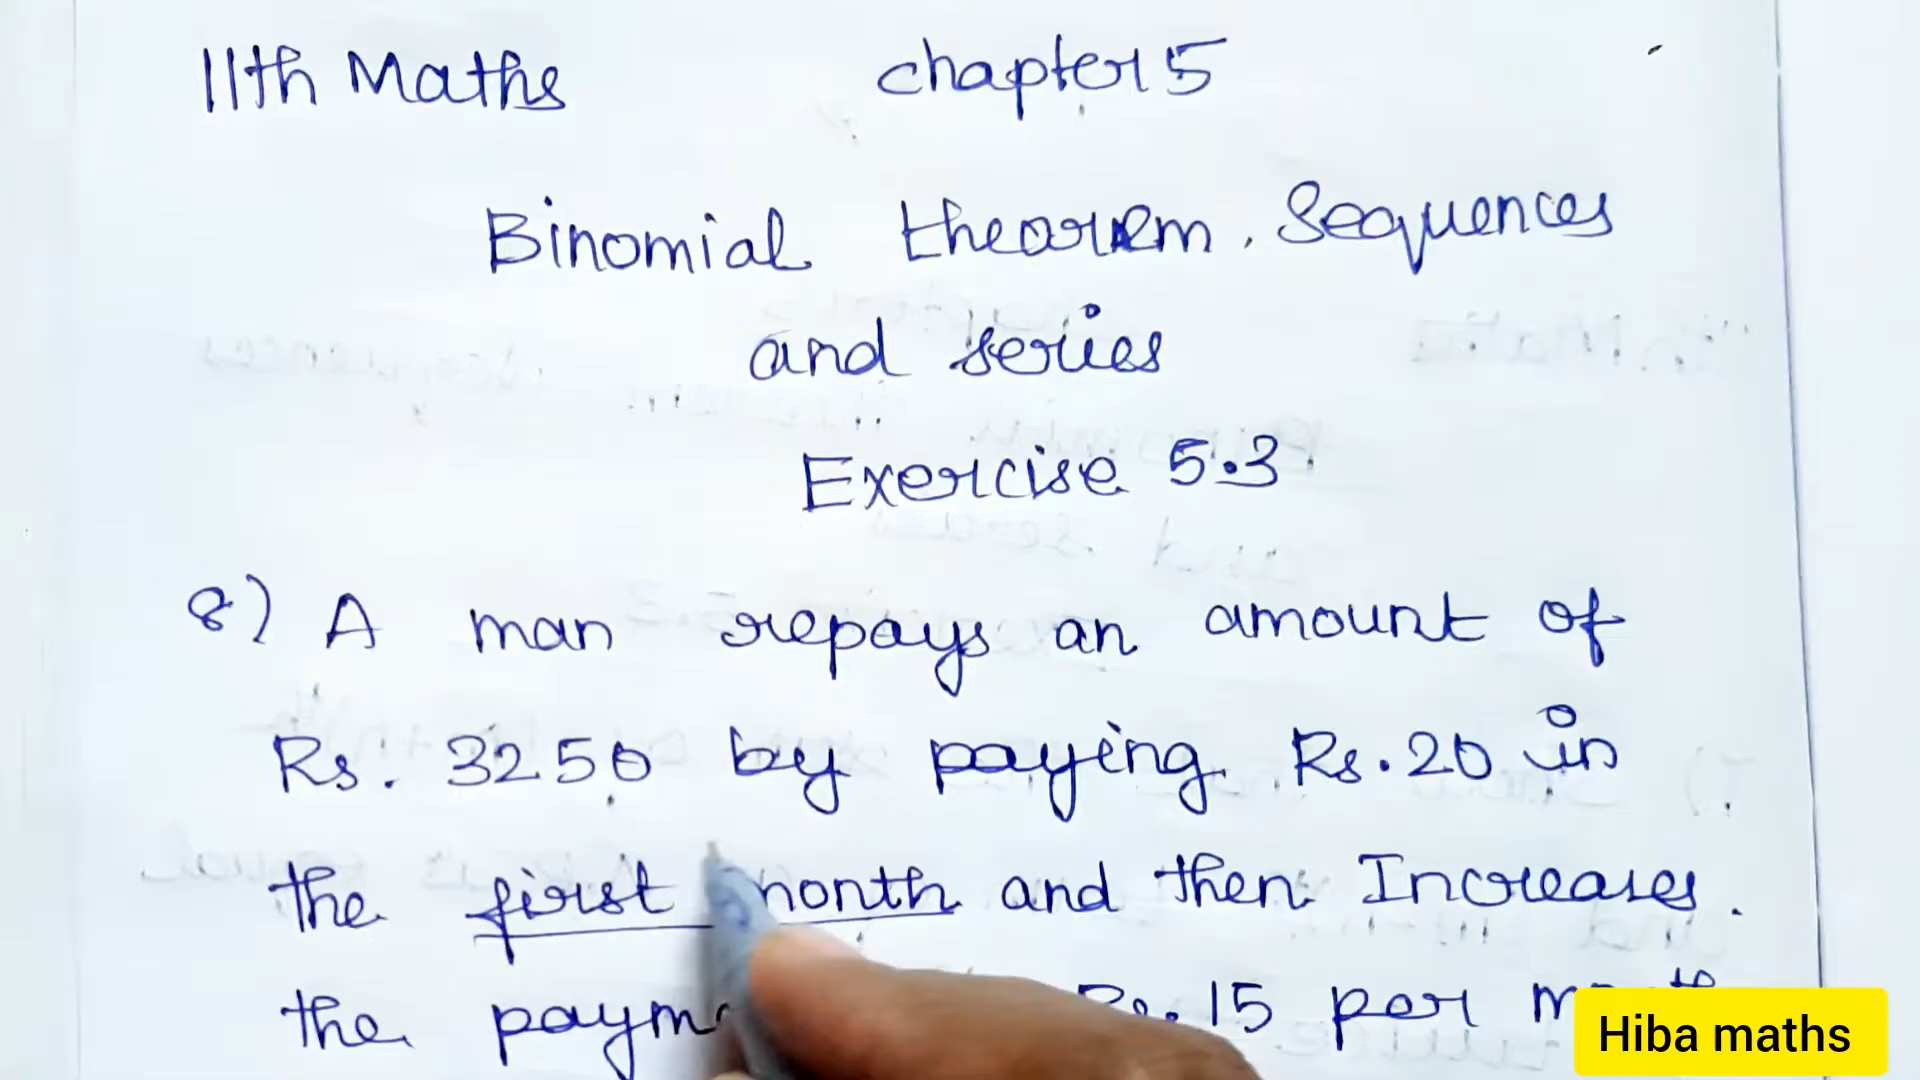 11th Maths chapter 5
Binomial theorem, Sequences
and series
Exercise 5.3
8) A man repays an amount of
Rs. 3250 by paying Rs. 20 in
the first month and then Increases
the Rs. 15 per
Hiba maths